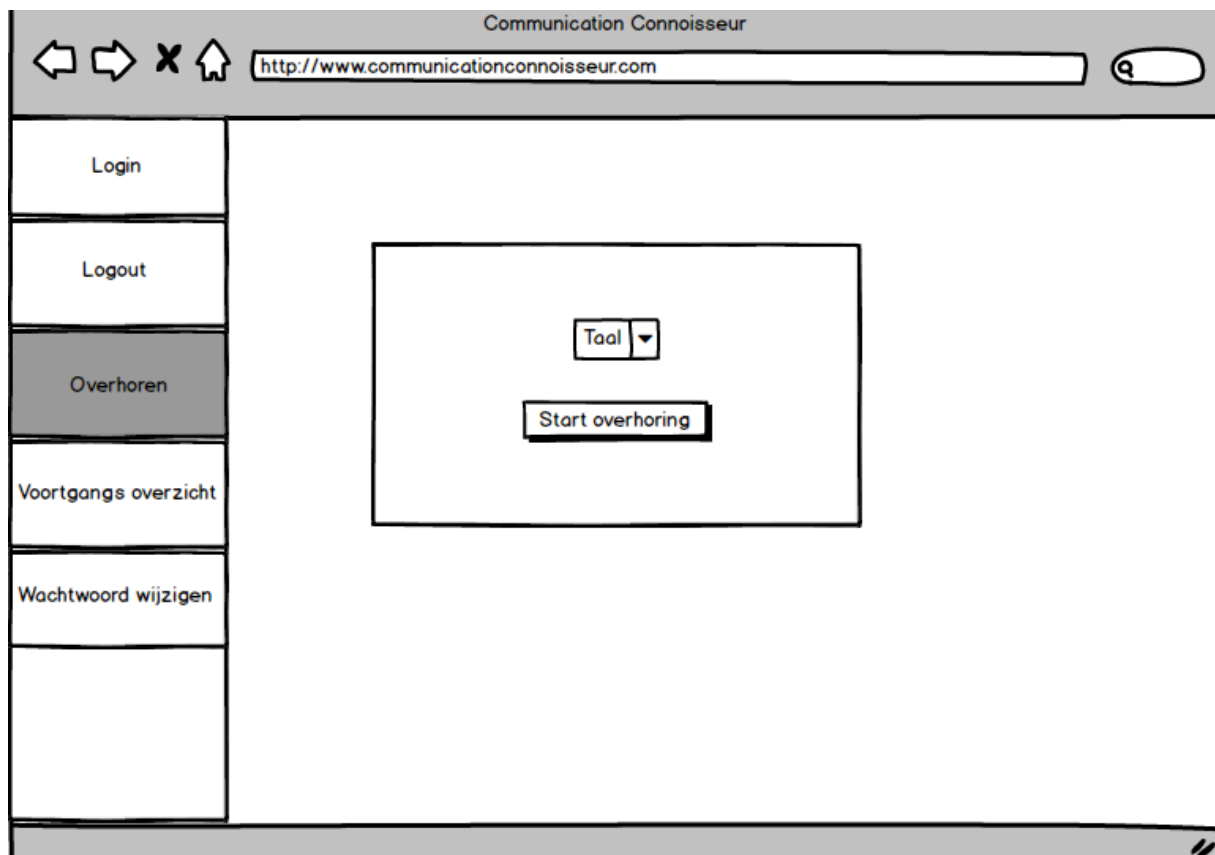 Communication Connoisseur
http://www.communicationconnoisseur.com
Login
Logout
Overhoren
Voortgangs overzicht
Wachtwoord wijzigen
Taal
Start overhoring